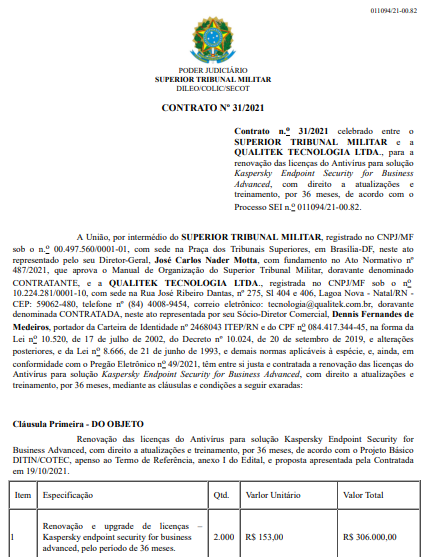 011094/21-00.82
PODER JUDICIÁRIO
SUPERIOR TRIBUNAL MILITAR
DILEO/COLIC/SECOT
CONTRATO Nº 31/2021
Contrato n.º 31/2021 celebrado entre o
SUPERIOR TRIBUNAL MILITAR e a
QUALITEK TECNOLOGIA LTDA., para a
renovação das licenças do Antivírus para solução
Kaspersky Endpoint Security for Business
Advanced, com direito a atualizações e
treinamento, por 36 meses, de acordo com o
Processo SEI n.º 011094/21-00.82.
A União, por intermédio do SUPERIOR TRIBUNAL MILITAR, registrado no CNPJ/MF
sob o n.º 00.497.560/0001-01, com sede na Praça dos Tribunais Superiores, em Brasília-DF, neste ato
representado pelo seu Diretor-Geral, José Carlos Nader Motta, com fundamento no Ato Normativo nº
487/2021, que aprova o Manual de Organização do Superior Tribunal Militar, doravante denominado
CONTRATANTE, e a QUALITEK TECNOLOGIA LTDA., registrada no CNPJ/MF sob o nº
10.224.281/0001-10, com sede na Rua José Ribeiro Dantas, nº 275, Sl 404 e 406, Lagoa Nova - Natal/RN -
CEP: 59062-480, telefone nº (84) 4008-9454, correio eletrônico: tecnologia@qualitek.com.br, doravante
denominada CONTRATADA, neste ato representada por seu Sócio-Diretor Comercial, Dennis Fernandes de
Medeiros, portador da Carteira de Identidade nº 2468043 ITEP/RN e do CPF nº 084.417.344-45, na forma da
Lei nº 10.520, de 17 de julho de 2002, do Decreto nº 10.024, de 20 de setembro de 2019, e alterações
posteriores, e da Lei nº 8.666, de 21 de junho de 1993, e demais normas aplicáveis à espécie, e, ainda, em
conformidade com o Pregão Eletrônico nº 49/2021, têm entre si justa e contratada a renovação das licenças do
Antivírus para solução Kaspersky Endpoint Security for Business Advanced, com direito a atualizações e
treinamento, por 36 meses, mediante as cláusulas e condições a seguir exaradas:
Cláusula Primeira - DO OBJETO
Renovação das licenças do Antivírus para solução Kaspersky Endpoint Security for
Business Advanced, com direito a atualizações e treinamento, por 36 meses, de acordo com o Projeto Básico
DITIN/COTEC, apenso ao Termo de Referência, anexo I do Edital, e proposta apresentada pela Contratada
em 19/10/2021.
Item Especificação Qtd. Varlor Unitário Valor Total
Renovação e upgrade de licenças –
1 Kaspersky endpoint security for business 2.000 R$ 153,00 R$ 306.000,00
advanced, pelo período de 36 meses.